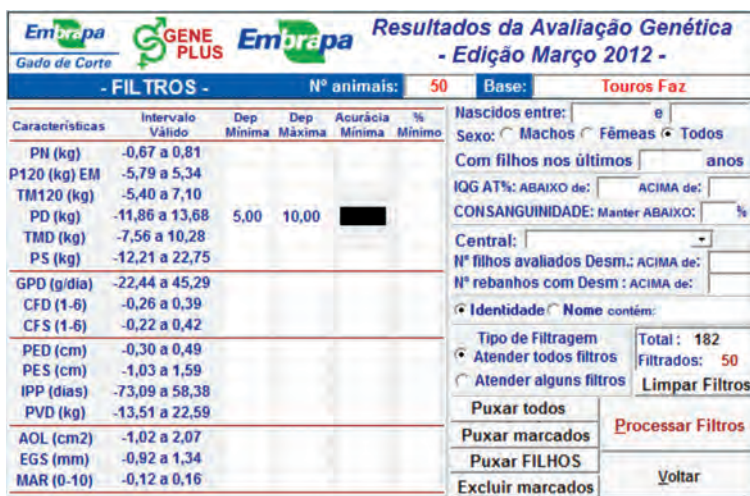 Embrapa
Gado de Corte
GENE PLUS
Embrapa
Resultados da Avaliação Genética
- Edição Março 2012 -
- FILTROS - Nº animais: 50 Base: Touros Faz
Características Intervalo Válido Dep Mínima Dep Máxima Acurácia Mínima % Mínimo
PN (kg) -0,67 a 0,81
P120 (kg) EM -5,79 a 5,34
TM120 (kg) -5,40 a 7,10
PD (kg) -11,86 a 13,68 5,00 10,00
TMD (kg) -7,56 a 10,28
PS (kg) -12,21 a 22,75
GPD (g/dia) -22,44 a 45,29
CFD (1-6) -0,26 a 0,39
CFS (1-6) -0,22 a 0,42
PED (cm) -0,30 a 0,49
PES (cm) -1,03 a 1,59
IPP (dias) -73,09 a 58,38
PVD (kg) -13,51 a 22,59
AOL (cm2) -1,02 a 2,07
EGS (mm) -0,92 a 1,34
MAR (0-10) -0,12 a 0,16
Nascidos entre: e
Sexo: Machos Fêmeas Todos
Com filhos nos últimos anos
IQG AT%: ABAIXO de: ACIMA de:
CONSANGUINIDADE: Manter ABAIXO: %
Central:
Nº filhos avaliados Desm.: ACIMA de:
Nº rebanhos com Desm : ACIMA de:
Identidade Nome contém:
Tipo de Filtragem
Atender todos filtros
Atender alguns filtros
Total : 182
Filtrados: 50
Limpar Filtros
Puxar todos
Puxar marcados
Puxar FILHOS
Excluir marcados
Processar Filtros
Voltar